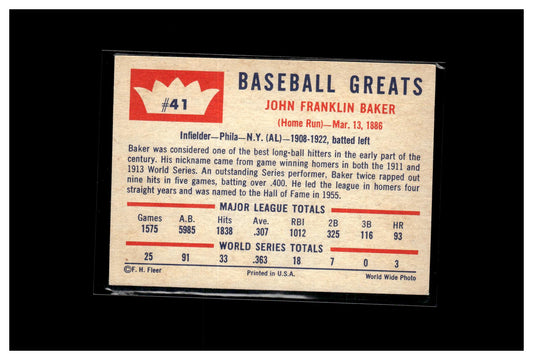 #41
BASEBALL GREATS
JOHN FRANKLIN BAKER
(Home Run)—Mar. 13, 1886
Infielder—Phila—N.Y. (AL)—1908-1922, batted left
Baker was considered one of the best long-ball hitters in the early part of the
century. His nickname came from game winning homers in both the 1911 and
1913 World Series. An outstanding Series performer, Baker twice rapped out
nine hits in five games, batting over .400. He led the league in homers four
straight years and was named to the Hall of Fame in 1955.
MAJOR LEAGUE TOTALS
Games A.B. Hits Ave. RBI 2B 3B HR
1575 5985 1838 .307 1012 325 116 93
WORLD SERIES TOTALS
25 91 33 .363 18 7 0 3
©F. H. Fleer Printed in U.S.A. World Wide Photo